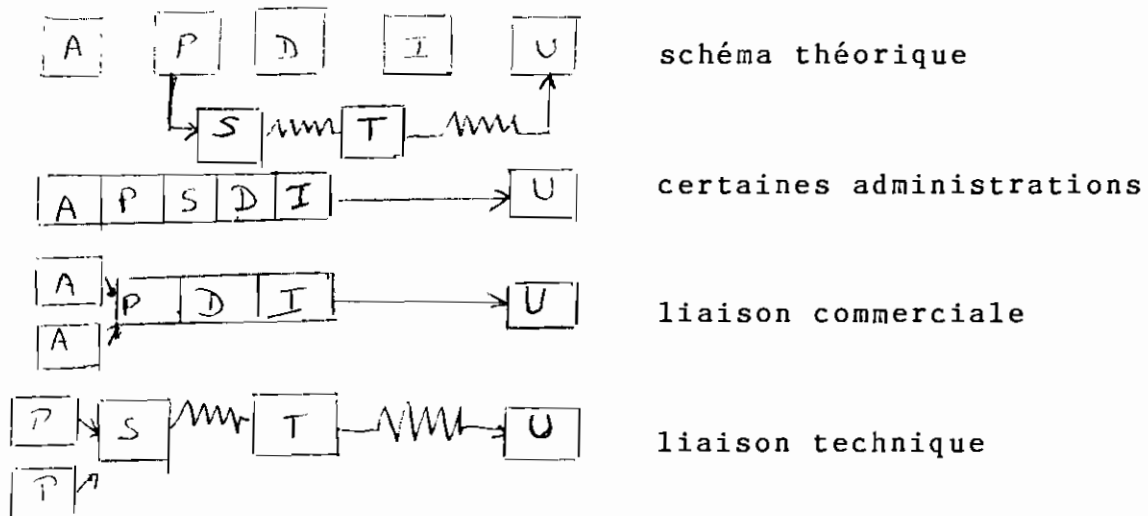 A P D I U schéma théorique
S T
A P S D I U certaines administrations
A
P D I U liaison commerciale
A
P
S T U liaison technique
P